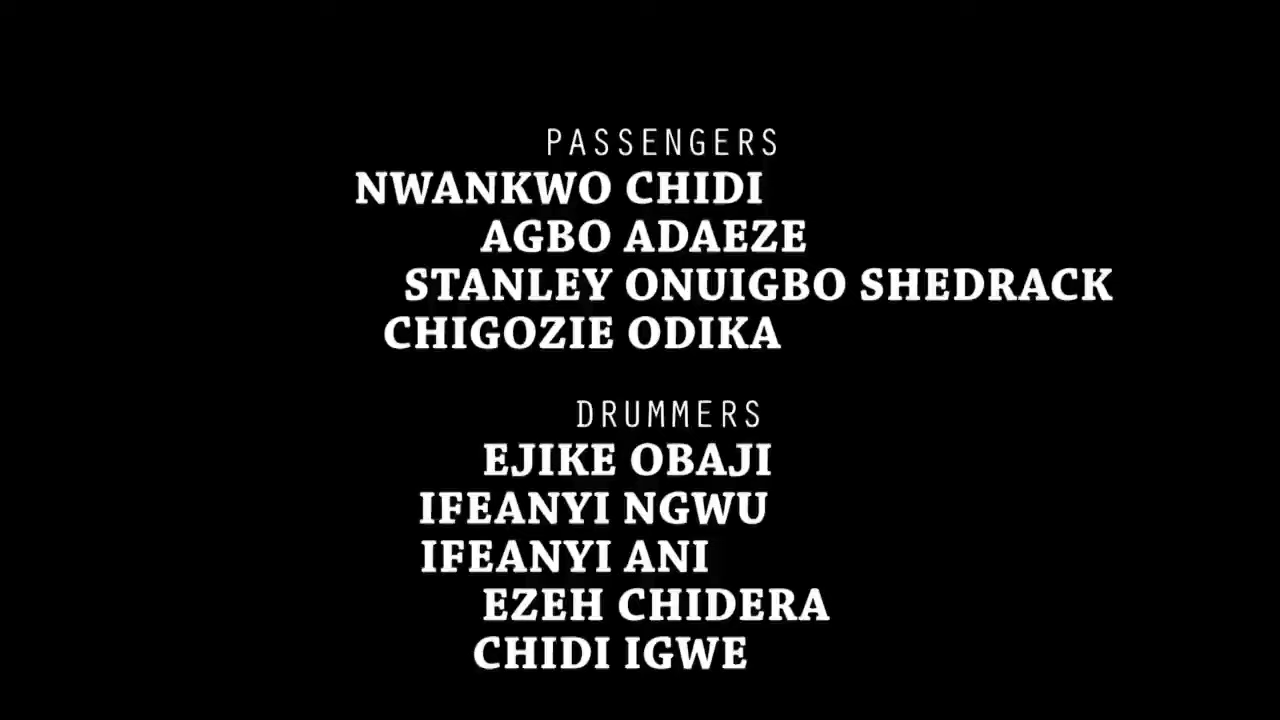 PASSENGERS
NWANKWO CHIDI
AGBO ADAEZE
STANLEY ONUIGBO SHEDRACK
CHIGOZIE ODIKA
DRUMMERS
EJIKE OBAJI
IFEANYI NGWU
IFEANYI ANI
EZEH CHIDERA
CHIDI IGWE